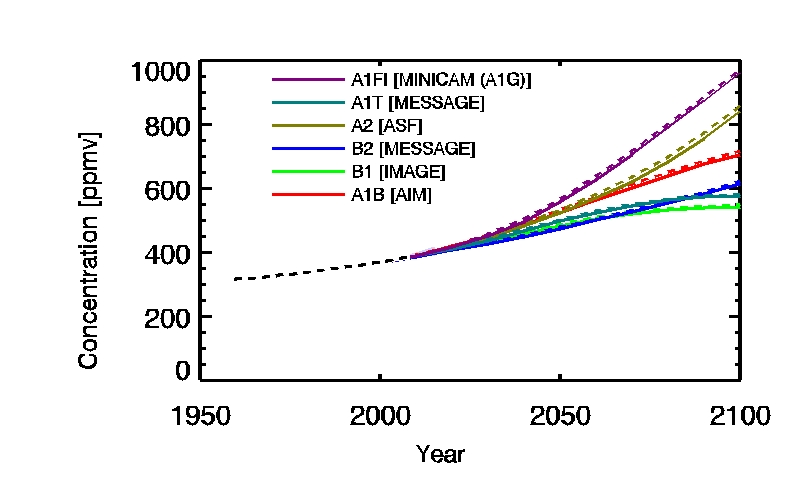 1000
800
600
400
200
0
Concentration [ppmv]
A1FI [MINICAM (A1G)]
A1T [MESSAGE]
A2 [ASF]
B2 [MESSAGE]
B1 [IMAGE]
A1B [AIM]
1950 2000 2050 2100
Year